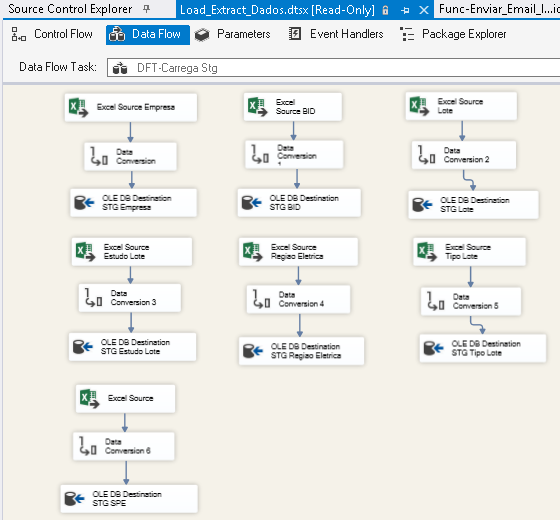 Source Control Explorer
Load_Extract_Dados.dtsx [Read-Only]
Func-Enviar_Email_I...
Control Flow
Data Flow
Parameters
Event Handlers
Package Explorer
Data Flow Task:
DFT-Carrega Stg
Excel Source Empresa
Excel
Source BID
Excel Source
Lote
Data
Conversion
Data
Conversion
1
Data
Conversion 2
OLE DB Destination
STG Empresa
OLE DB Destination
STG BID
OLE DB Destination
STG Lote
Excel Source
Estudo Lote
Excel Source
Regiao Eletrica
Excel Source
Tipo Lote
Data
Conversion 3
Data
Conversion 4
Data
Conversion 5
OLE DB Destination
STG Estudo Lote
OLE DB Destination
STG Regiao Eletrica
OLE DB Destination
STG Tipo Lote
Excel Source
Data
Conversion 6
OLE DB Destination
STG SPE